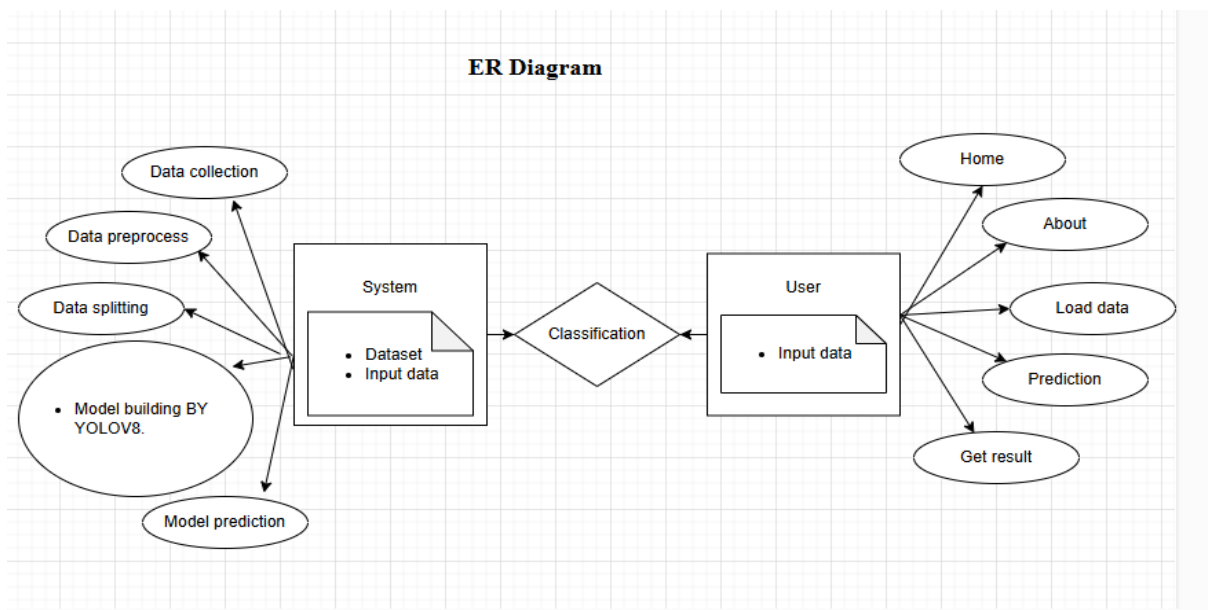 ER Diagram
Data collection
Data preprocess
Data splitting
• Model building BY
YOLOV8.
Model prediction
System
• Dataset
• Input data
Classification
User
• Input data
Home
About
Load data
Prediction
Get result